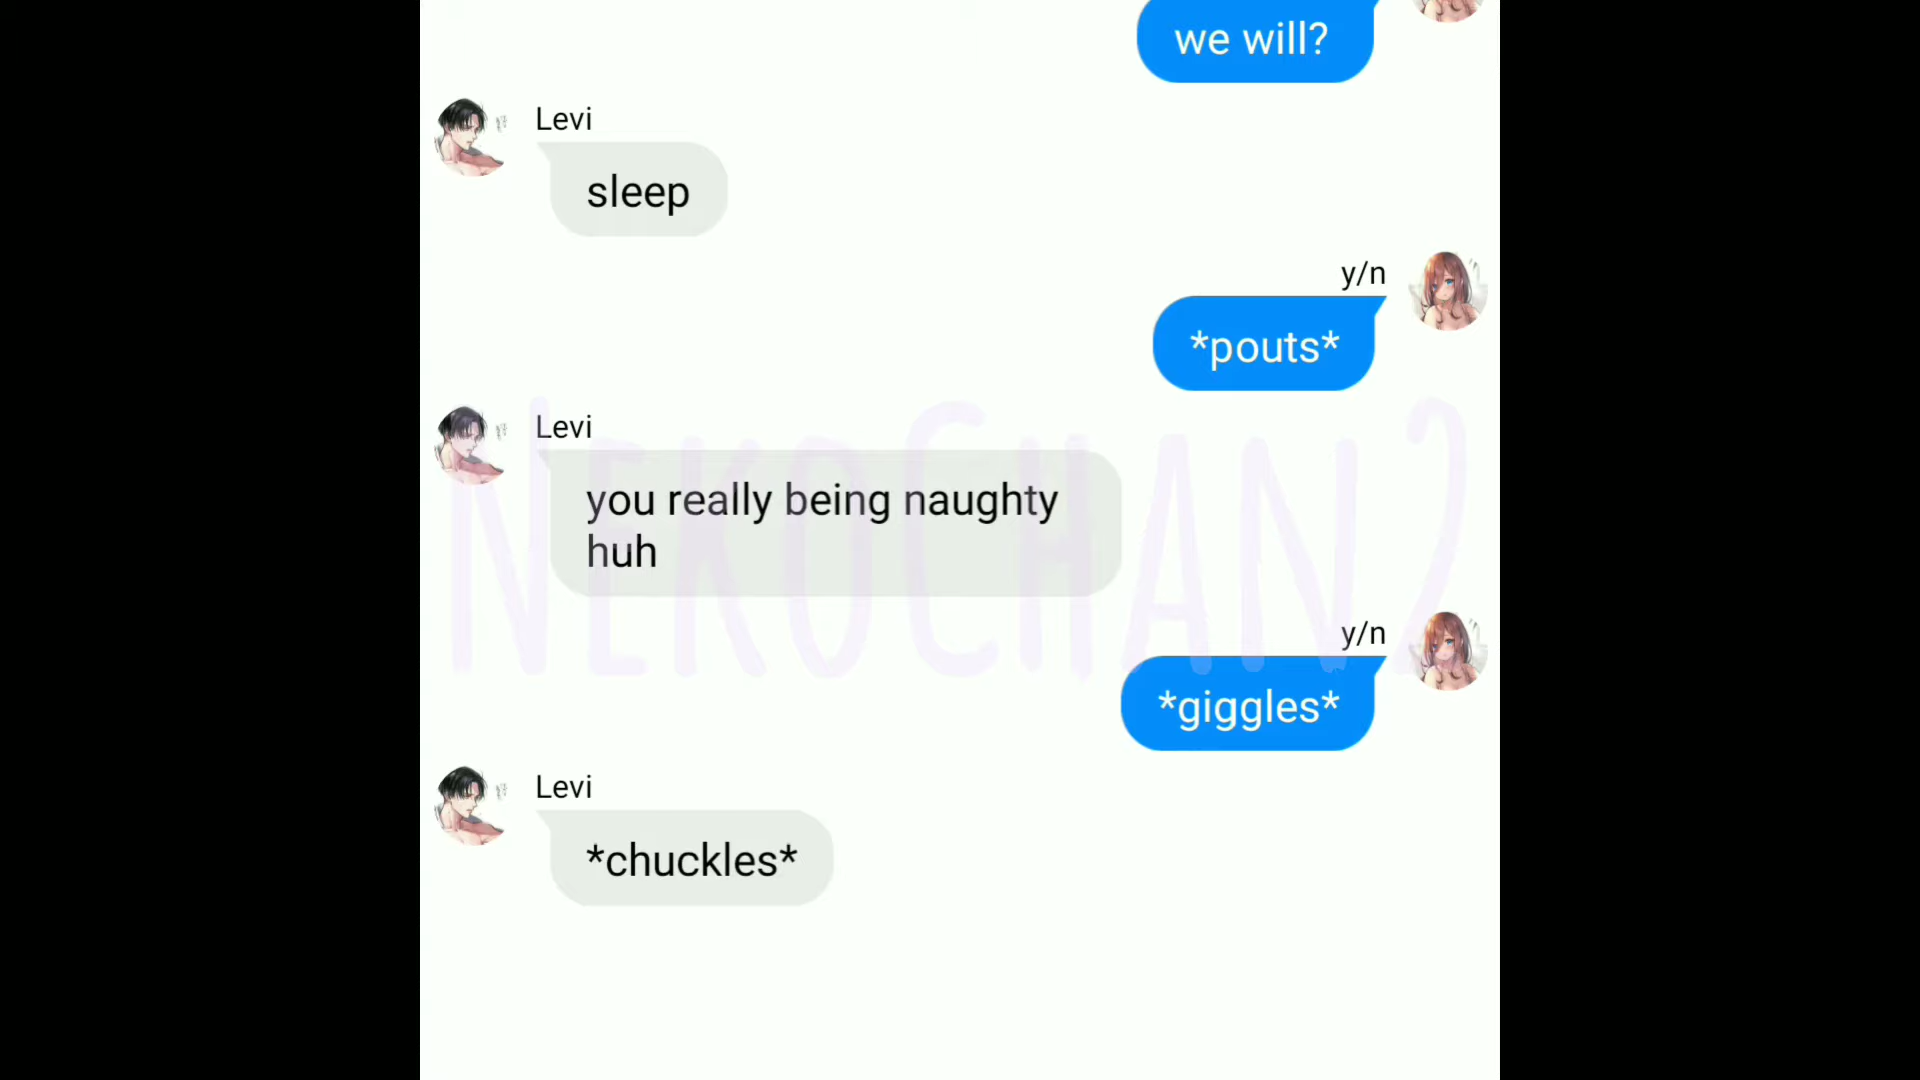 we will?
Levi
sleep
y/n
*pouts*
Levi
you really being naughty
huh
NEKOCHAN2
y/n
*giggles*
Levi
*chuckles*